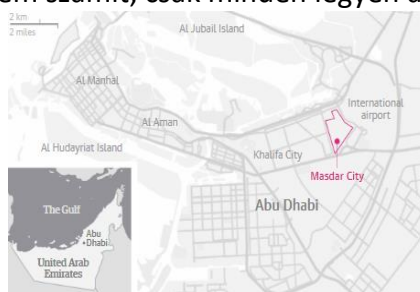 em számít, csak minden legyen d
2 km
2 miles
Al Jubail Island
Al Manhal
International
airport
Al Aman
Al Hudayriat Island
Khalifa City
Masdar City
Abu Dhabi
The Gulf
Abu
Dhabi
United Arab
Emirates